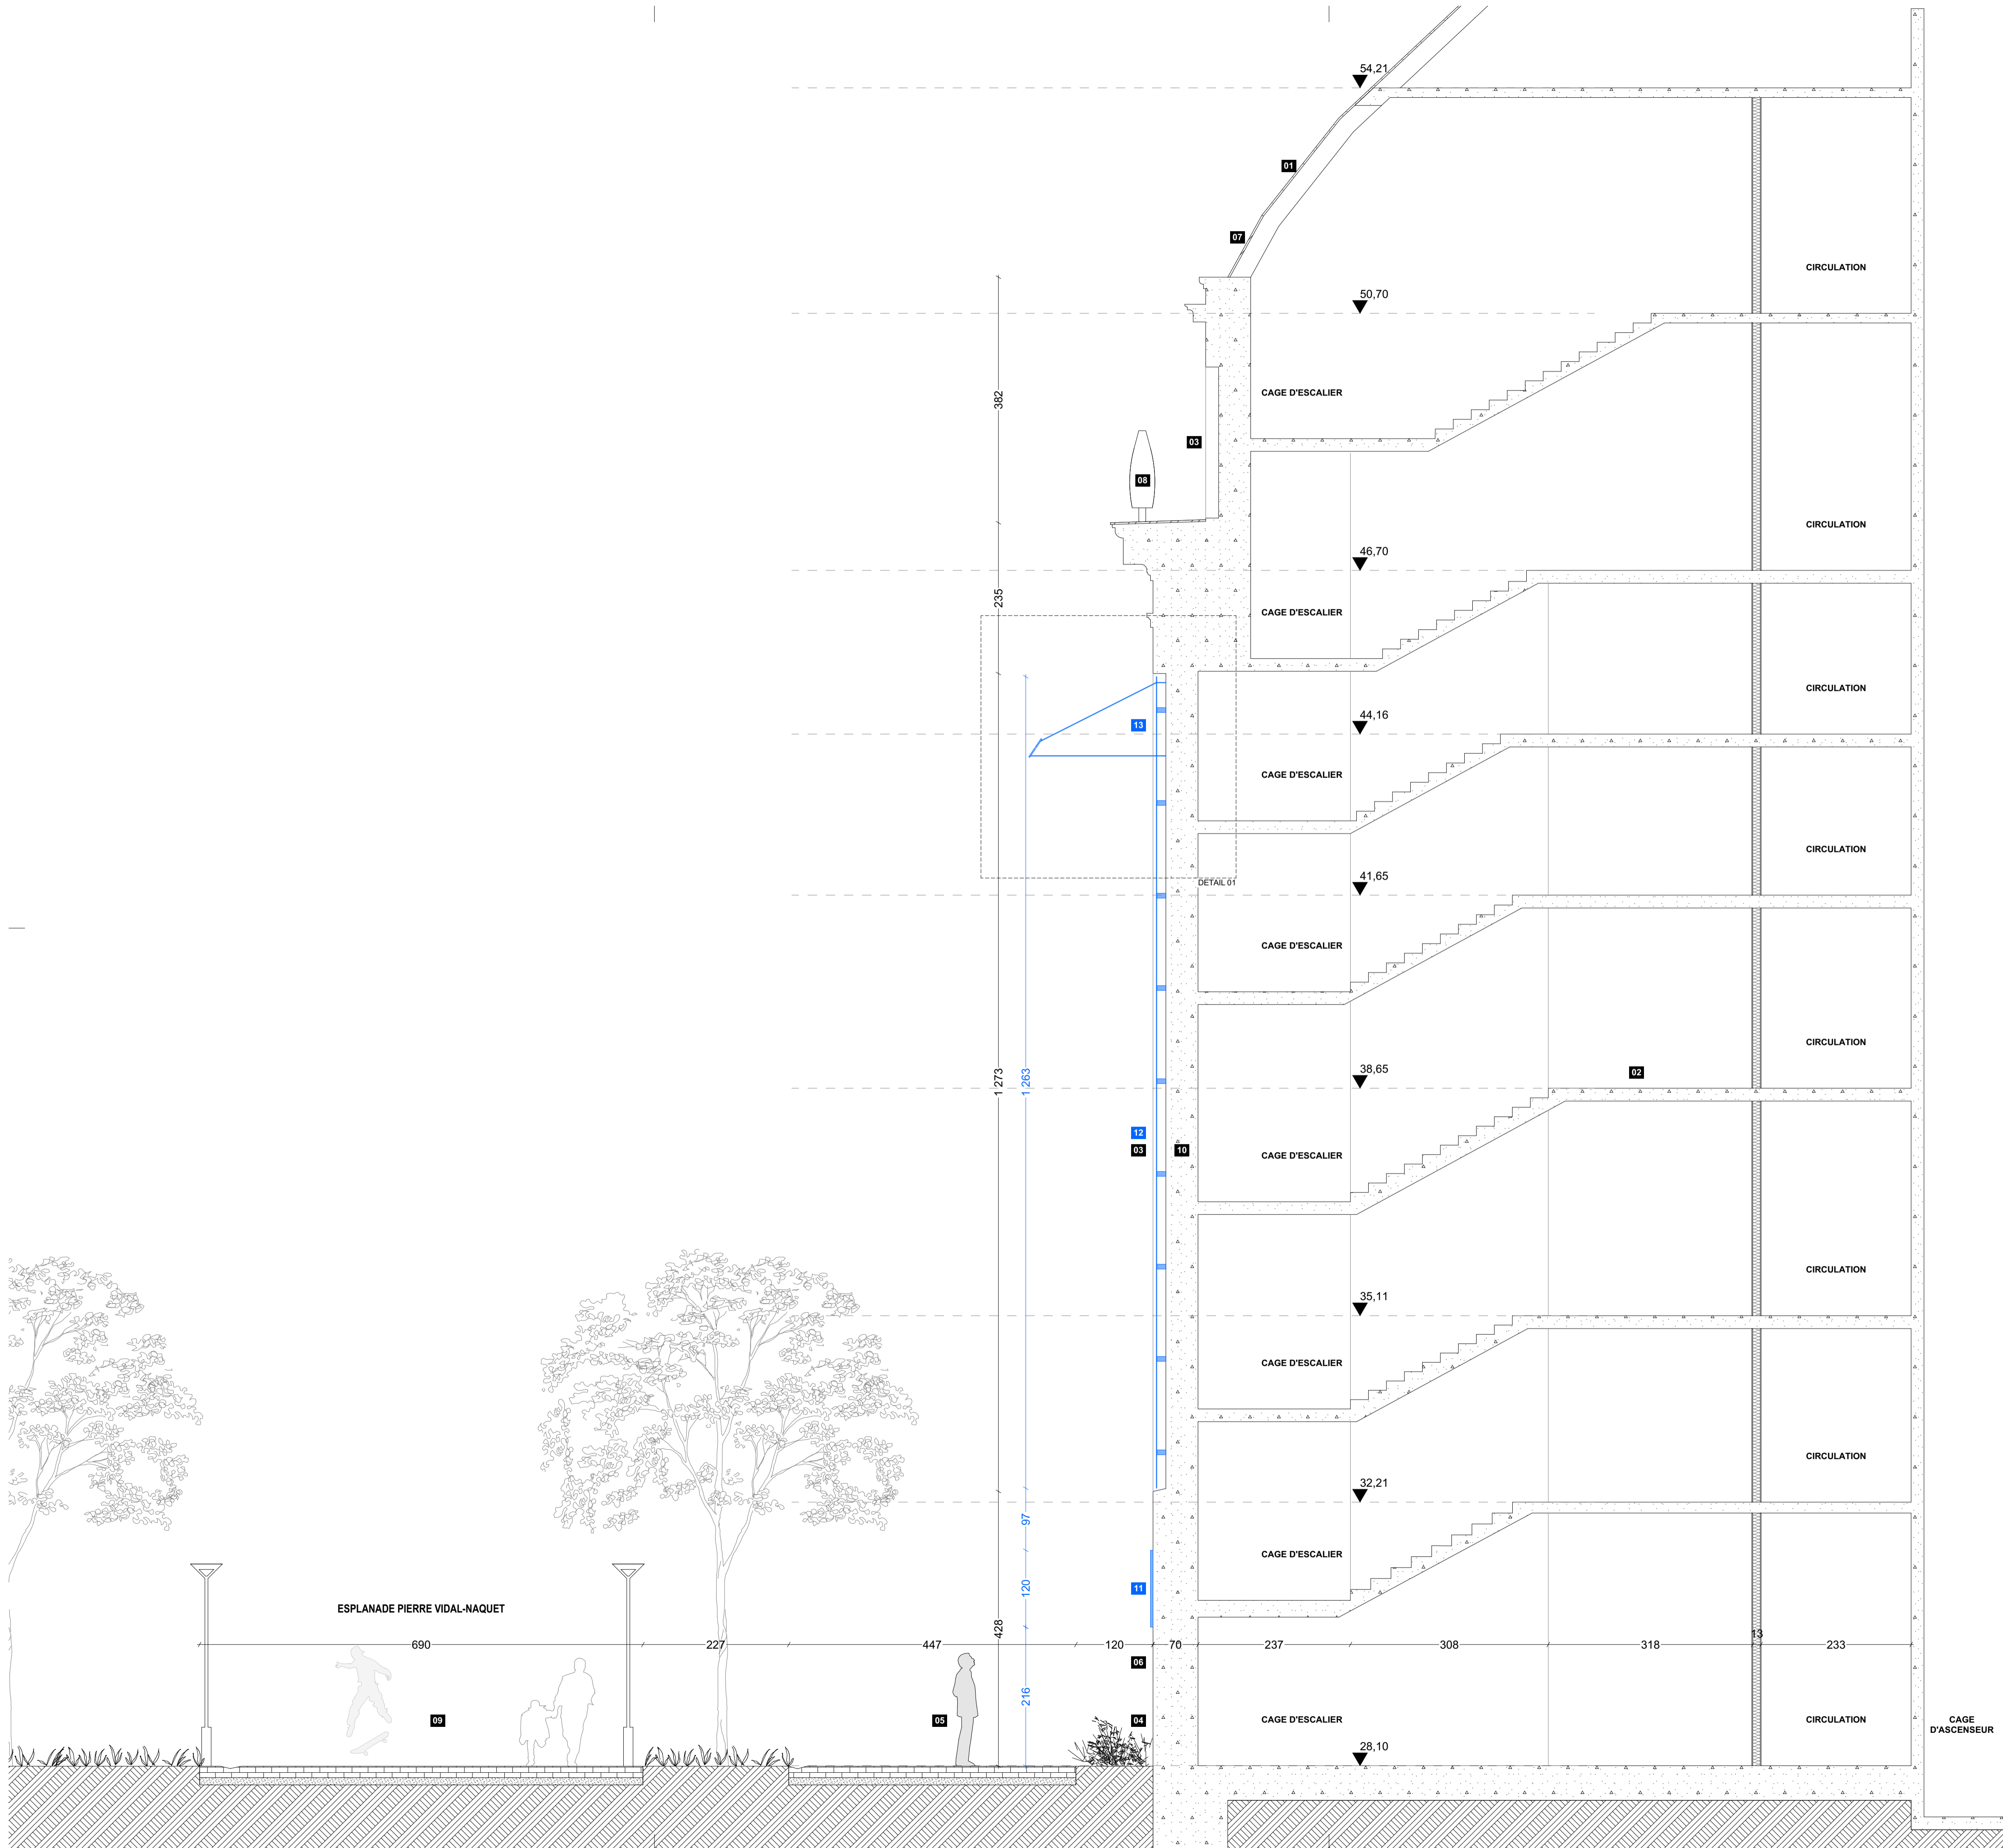 54,21
01
07
CIRCULATION
50,70
382
CAGE D'ESCALIER
03
08
CIRCULATION
46,70
235
CAGE D'ESCALIER
CIRCULATION
44,16
13
CAGE D'ESCALIER
CIRCULATION
41,65
DETAIL 01
CAGE D'ESCALIER
CIRCULATION
38,65
02
1 273
1 263
12
03
10
CAGE D'ESCALIER
CIRCULATION
35,11
CAGE D'ESCALIER
CIRCULATION
32,21
97
CAGE D'ESCALIER
120
11
ESPLANADE PIERRE VIDAL-NAQUET
428
690
227
447
120
70
237
308
318
13
233
06
216
09
05
04
CAGE D'ESCALIER
CIRCULATION
CAGE
D'ASCENSEUR
28,10